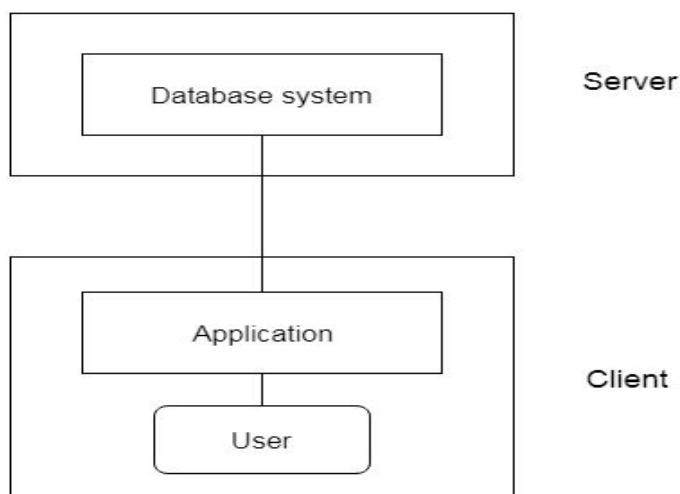 Database system
Server
Application
Client
User